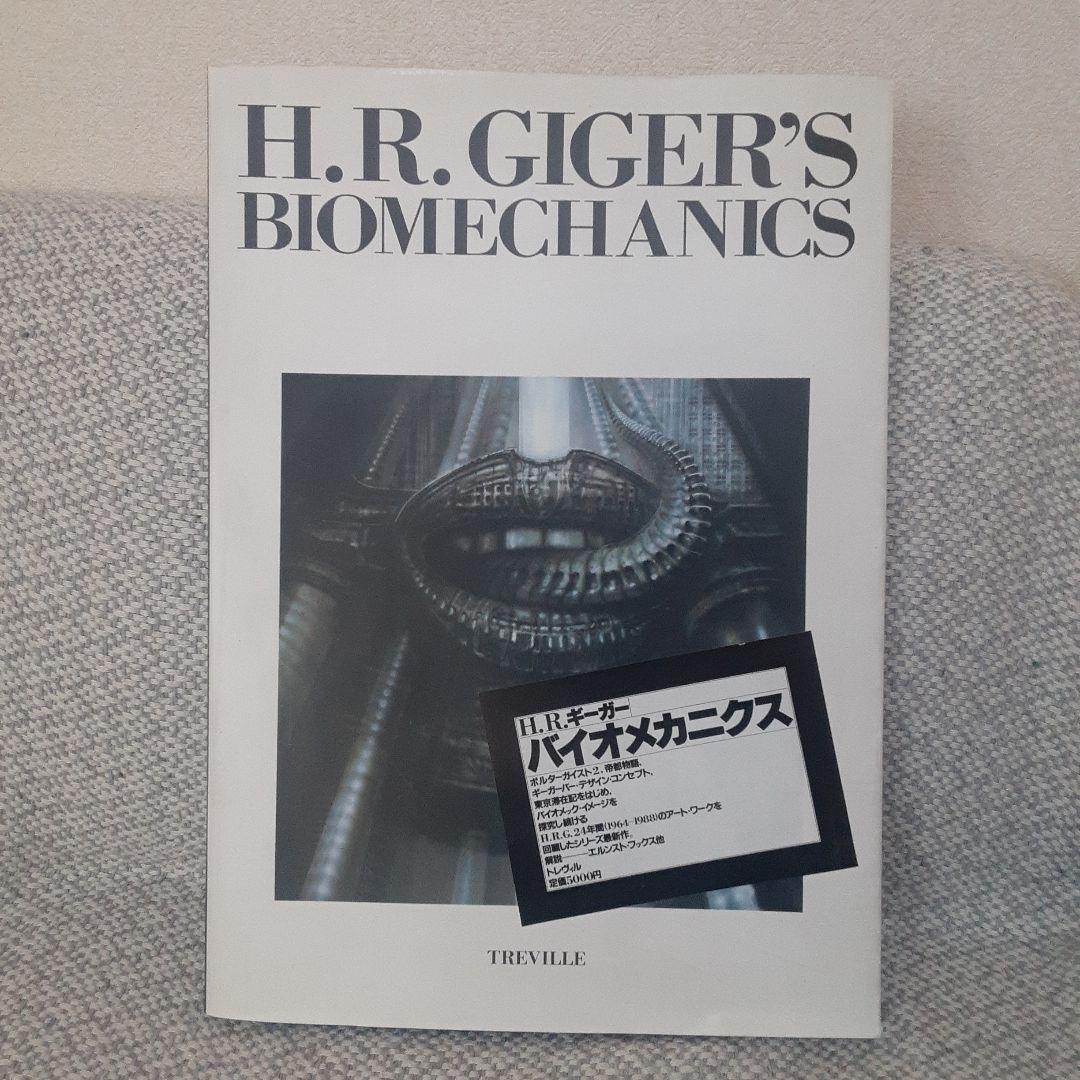 H.R. GIGER'S
BIOMECHANICS
H.R.ギーガー
バイオメカニクス
ポルターガイスト2、帝都物語、
ギーガーバー・デザイン・コンセプト、
東京滞在記をはじめ、
バイオメック・イメージを
探究し続ける
H.R.G.24年間(1964–1988)のアート・ワークを
回顧したシリーズ最新作。
解説——エルンスト・フックス他
トレヴィル
定価5000円
TREVILLE